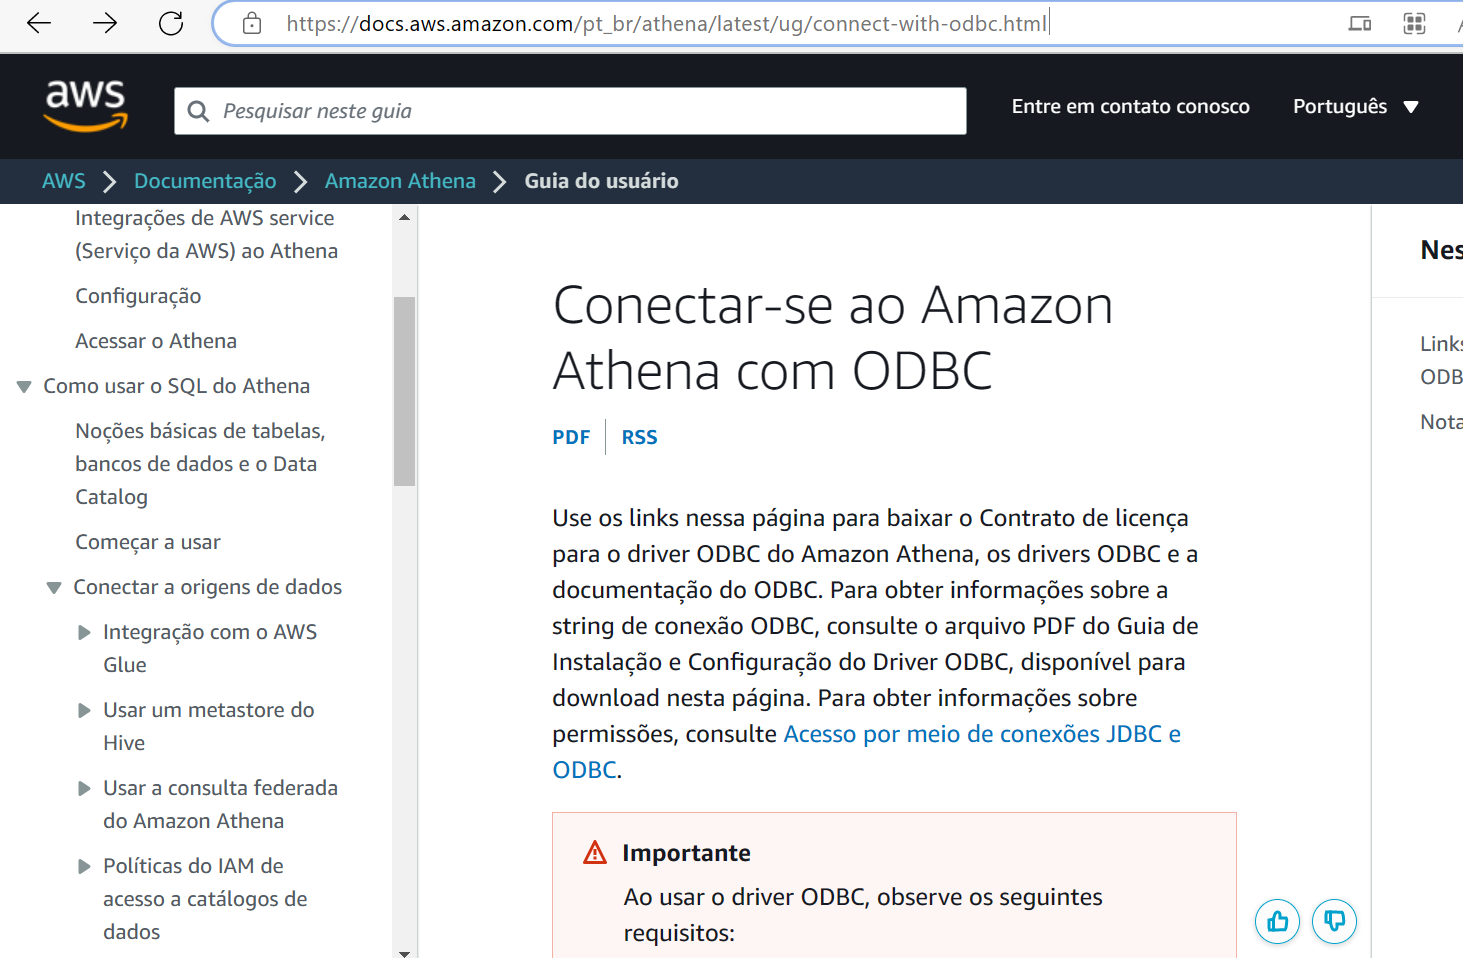 https://docs.aws.amazon.com/pt_br/athena/latest/ug/connect-with-odbc.html
aws
Pesquisar neste guia
Entre em contato conosco
Português
AWS
Documentação
Amazon Athena
Guia do usuário
Integrações de AWS service
(Serviço da AWS) ao Athena
Configuração
Acessar o Athena
Como usar o SQL do Athena
Noções básicas de tabelas,
bancos de dados e o Data
Catalog
Começar a usar
Conectar a origens de dados
Integração com o AWS
Glue
Usar um metastore do
Hive
Usar a consulta federada
do Amazon Athena
Políticas do IAM de
acesso a catálogos de
dados
Conectar-se ao Amazon
Athena com ODBC
PDF
RSS
Use os links nessa página para baixar o Contrato de licença
para o driver ODBC do Amazon Athena, os drivers ODBC e a
documentação do ODBC. Para obter informações sobre a
string de conexão ODBC, consulte o arquivo PDF do Guia de
Instalação e Configuração do Driver ODBC, disponível para
download nesta página. Para obter informações sobre
permissões, consulte Acesso por meio de conexões JDBC e
ODBC.
Importante
Ao usar o driver ODBC, observe os seguintes
requisitos: